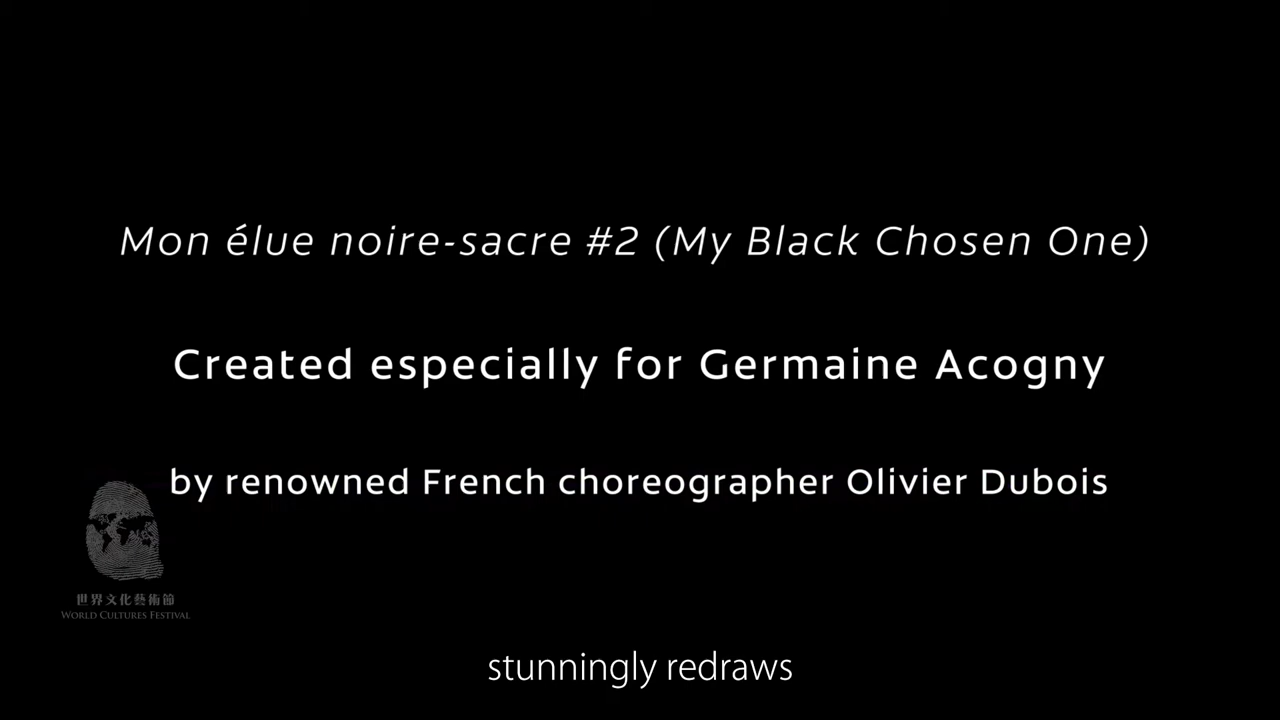 Mon élue noire-sacre #2 (My Black Chosen One)
Created especially for Germaine Acogny
by renowned French choreographer Olivier Dubois
世界文化藝術節
WORLD CULTURES FESTIVAL
stunningly redraws